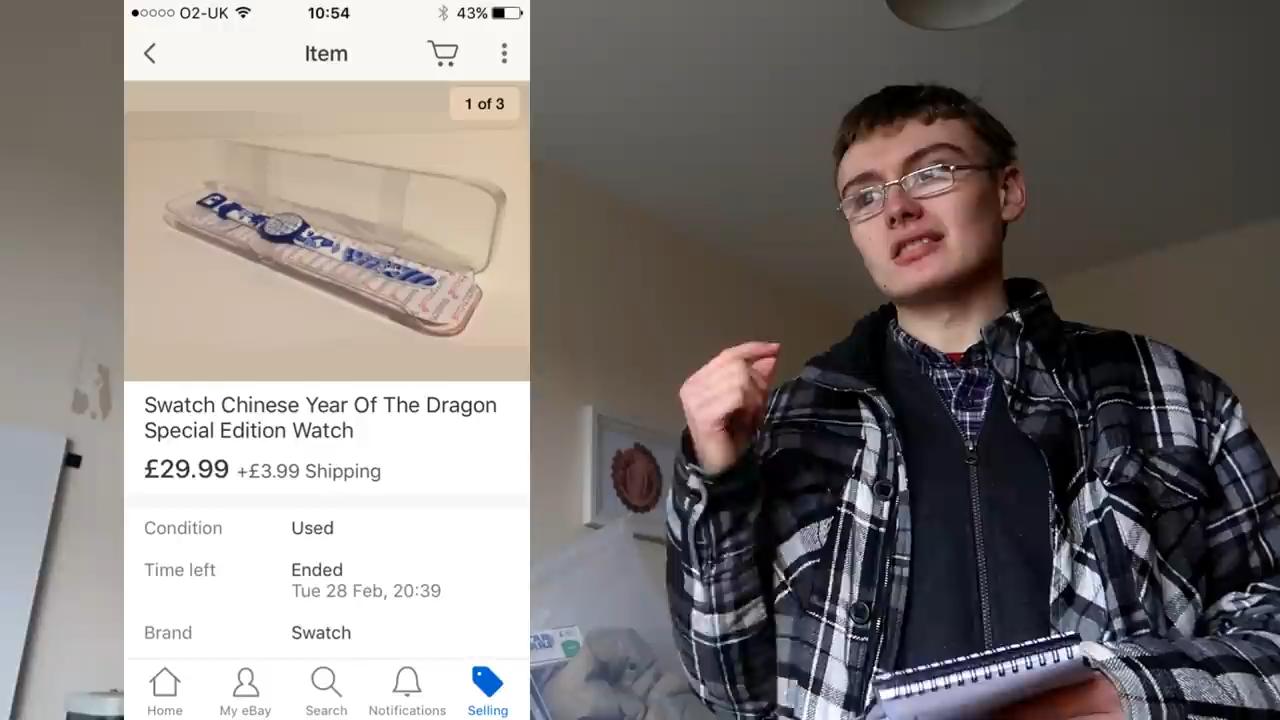 O2-UK 10:54 43%
Item
1 of 3
Swatch Chinese Year Of The Dragon
Special Edition Watch
£29.99 +£3.99 Shipping
Condition Used
Time left Ended
Tue 28 Feb, 20:39
Brand Swatch
Home My eBay Search Notifications Selling
STAR
WARS